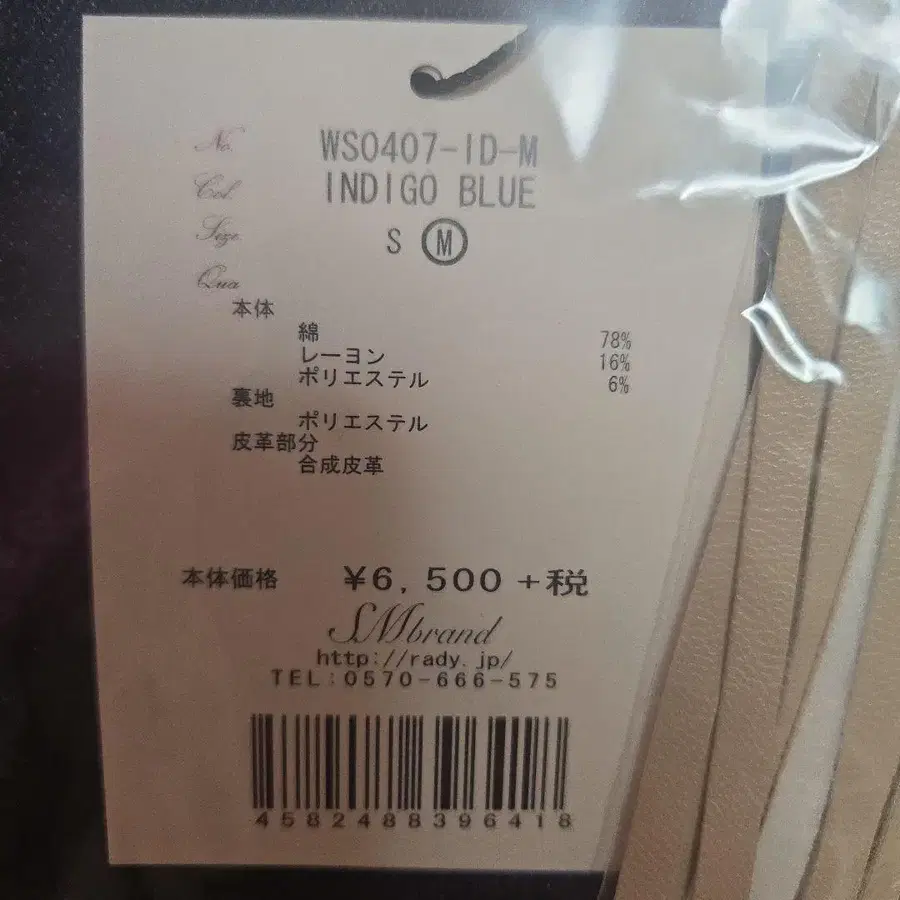 No. WS0407-ID-M
Col. INDIGO BLUE
Size S M
Qua
本体
綿 78%
レーヨン 16%
ポリエステル 6%
裏地
ポリエステル
皮革部分
合成皮革
本体価格 ¥6,500+税
SMbrand
http://rady.jp/
TEL:0570-666-575
4582488396418